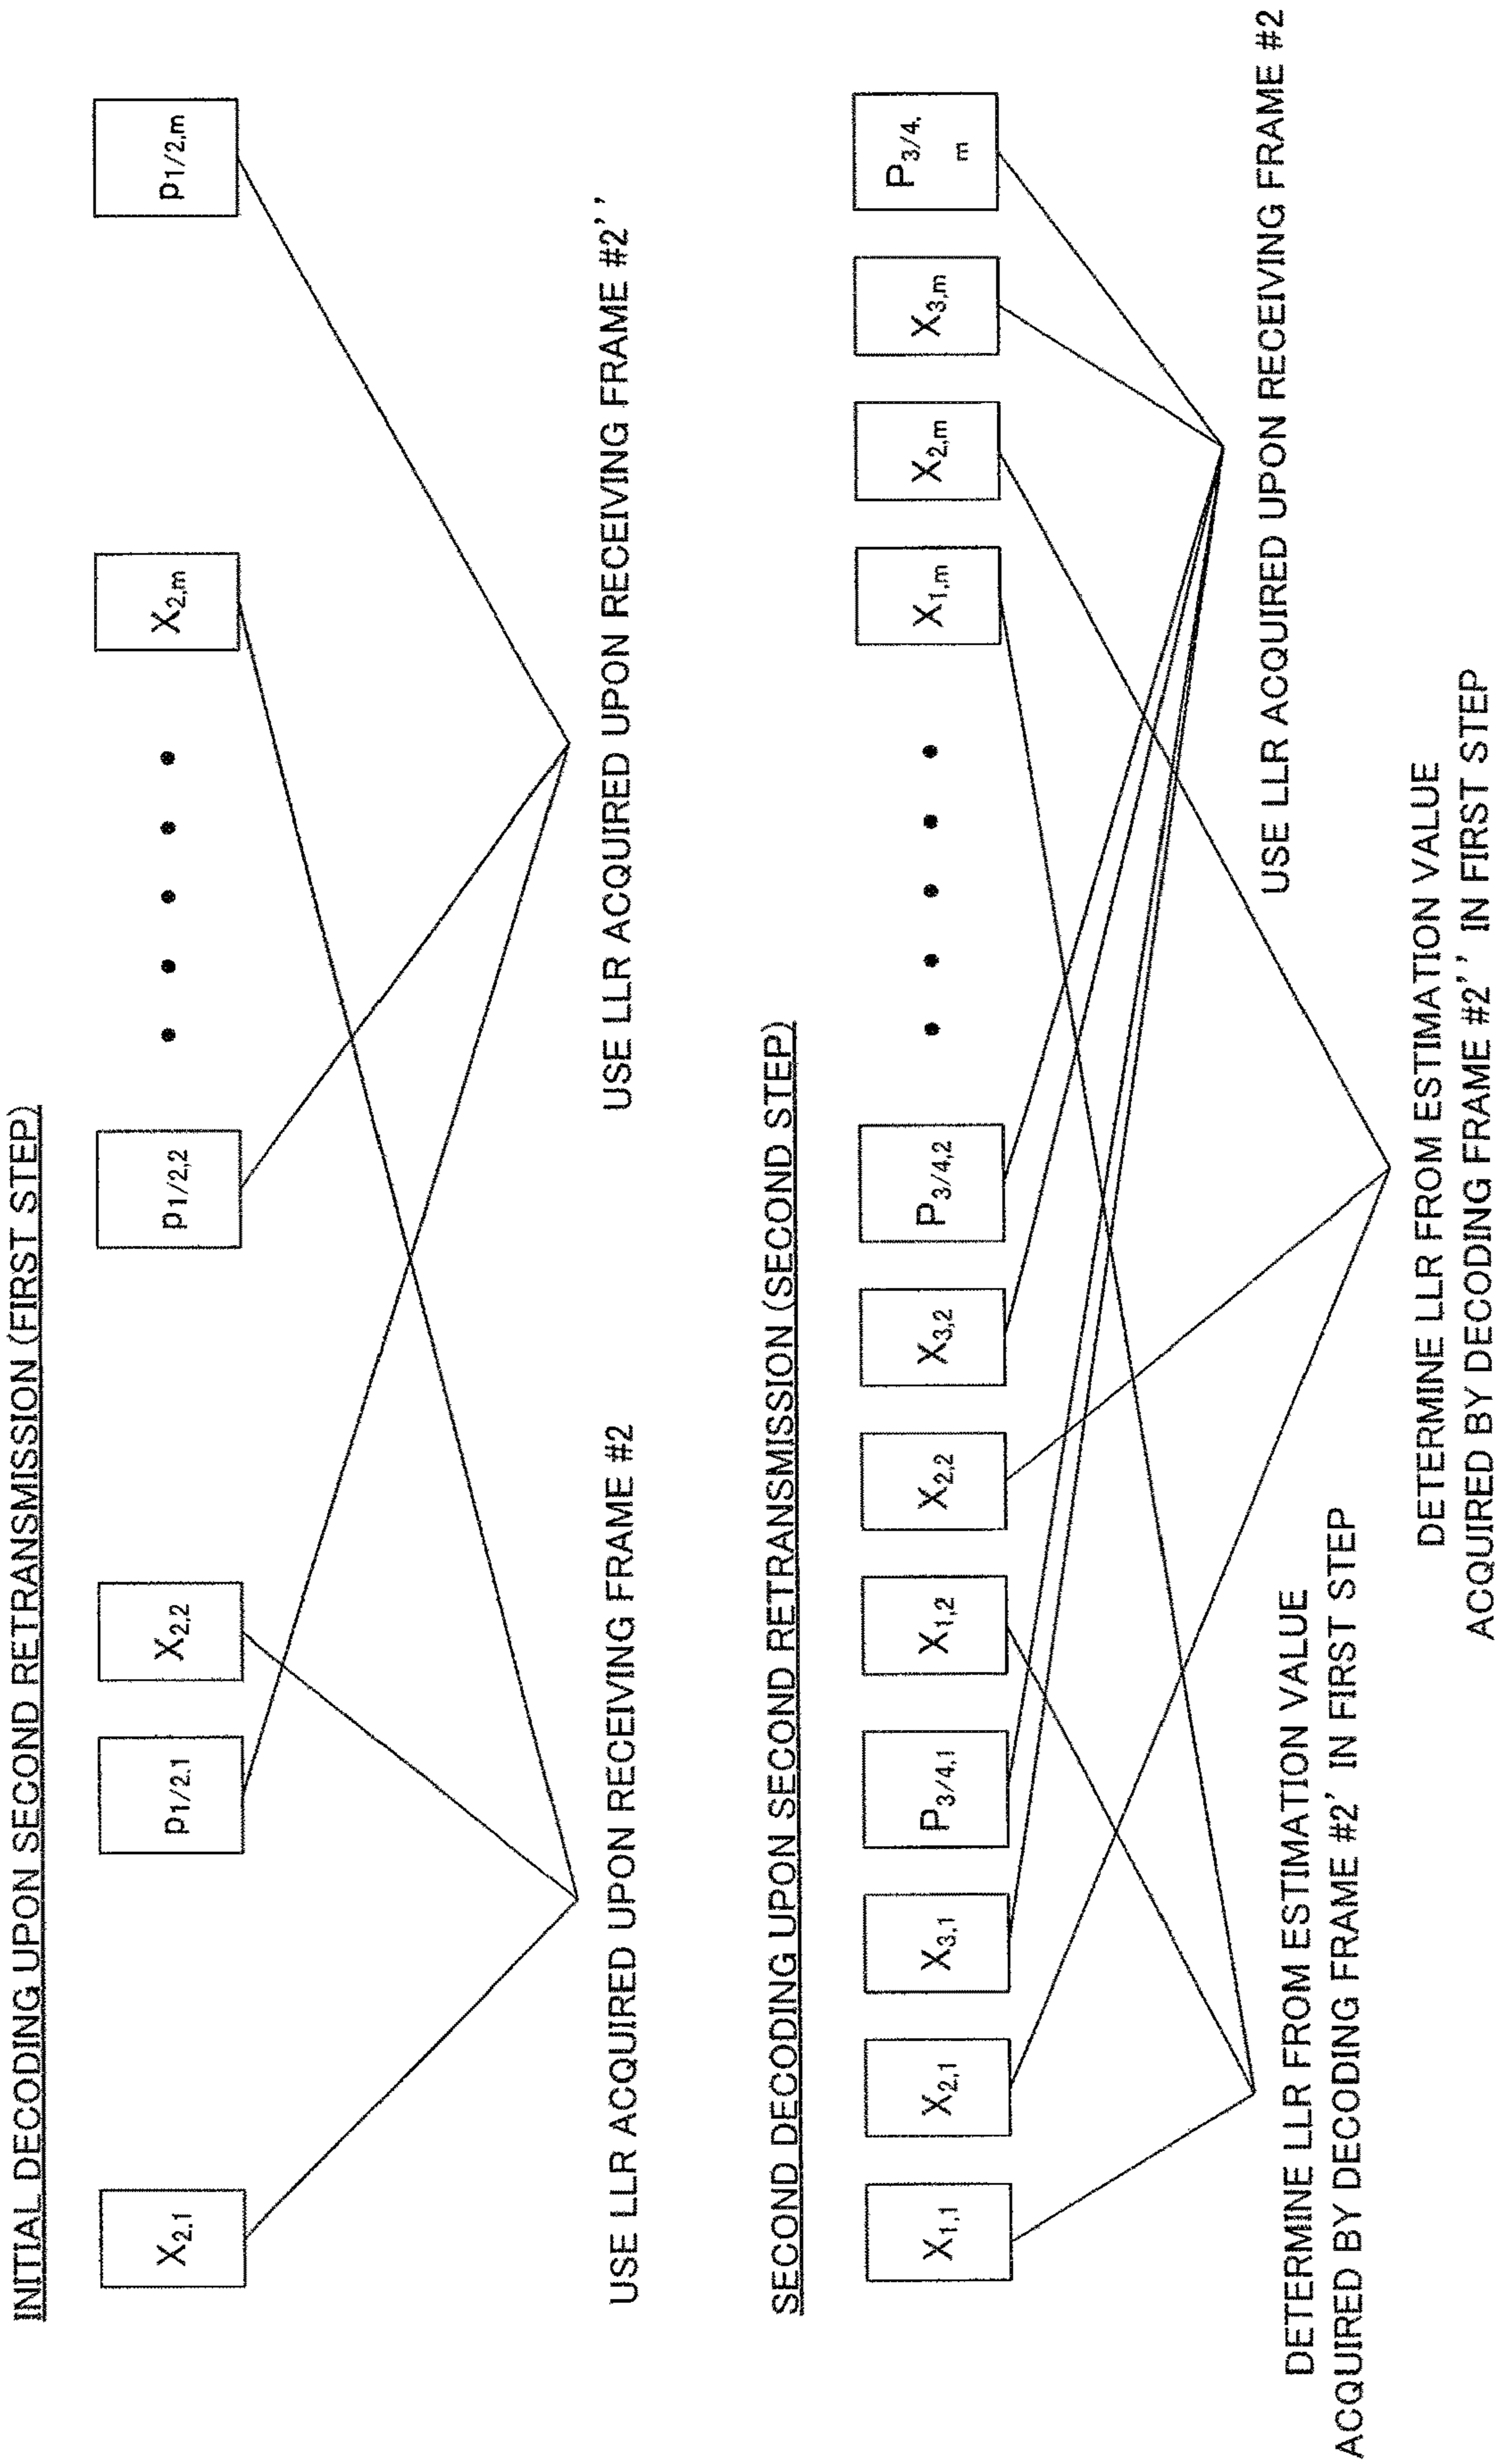 INITIAL DECODING UPON SECOND RETRANSMISSION (FIRST STEP)
X2,1
p1/2,1
X2,2
p1/2,2
X2,m
p1/2,m
USE LLR ACQUIRED UPON RECEIVING FRAME #2
USE LLR ACQUIRED UPON RECEIVING FRAME #2''
SECOND DECODING UPON SECOND RETRANSMISSION (SECOND STEP)
X1,1
X2,1
X3,1
P3/4,1
X1,2
X2,2
X3,2
P3/4,2
X1,m
X2,m
X3,m
P3/4,
m
USE LLR ACQUIRED UPON RECEIVING FRAME #2
DETERMINE LLR FROM ESTIMATION VALUE
ACQUIRED BY DECODING FRAME #2' IN FIRST STEP
DETERMINE LLR FROM ESTIMATION VALUE
ACQUIRED BY DECODING FRAME #2'' IN FIRST STEP